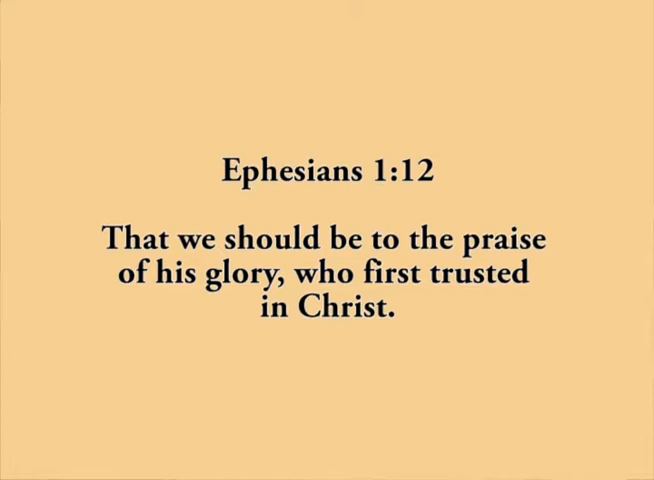 Ephesians 1:12
That we should be to the praise
of his glory, who first trusted
in Christ.